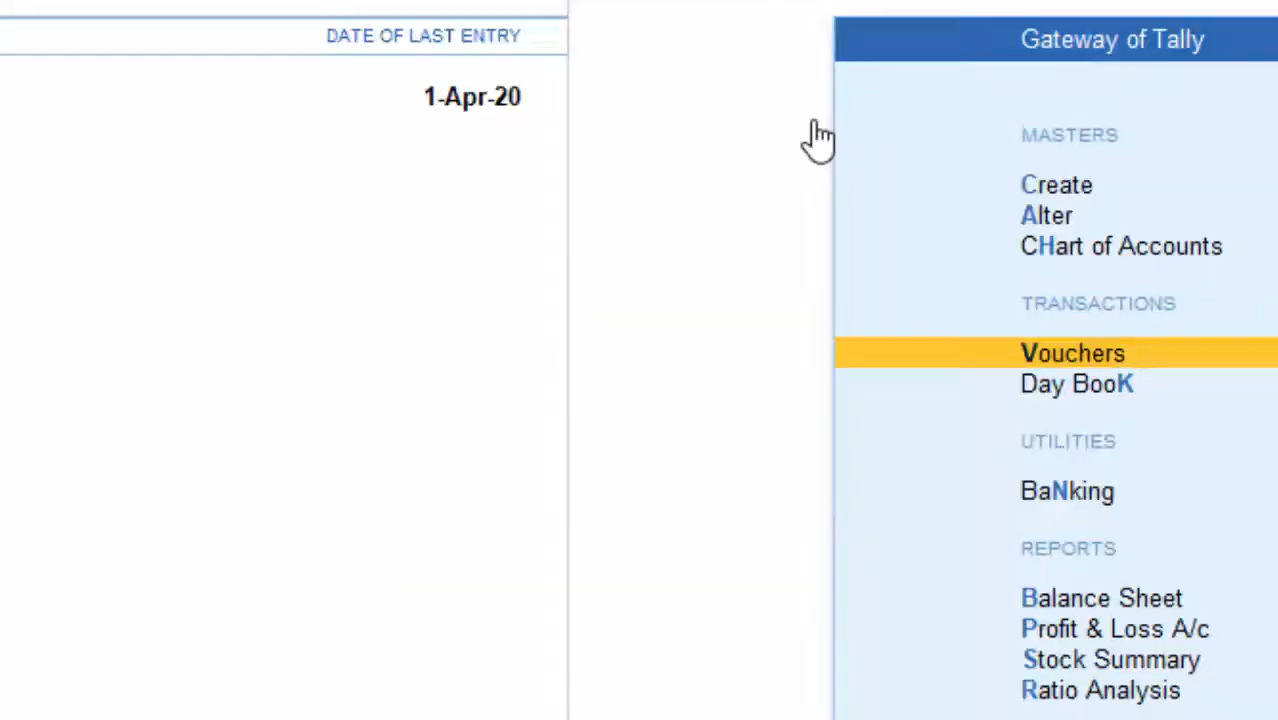 DATE OF LAST ENTRY
1-Apr-20
Gateway of Tally
MASTERS
Create
Alter
CHart of Accounts
TRANSACTIONS
Vouchers
Day BooK
UTILITIES
BaNking
REPORTS
Balance Sheet
Profit & Loss A/c
Stock Summary
Ratio Analysis